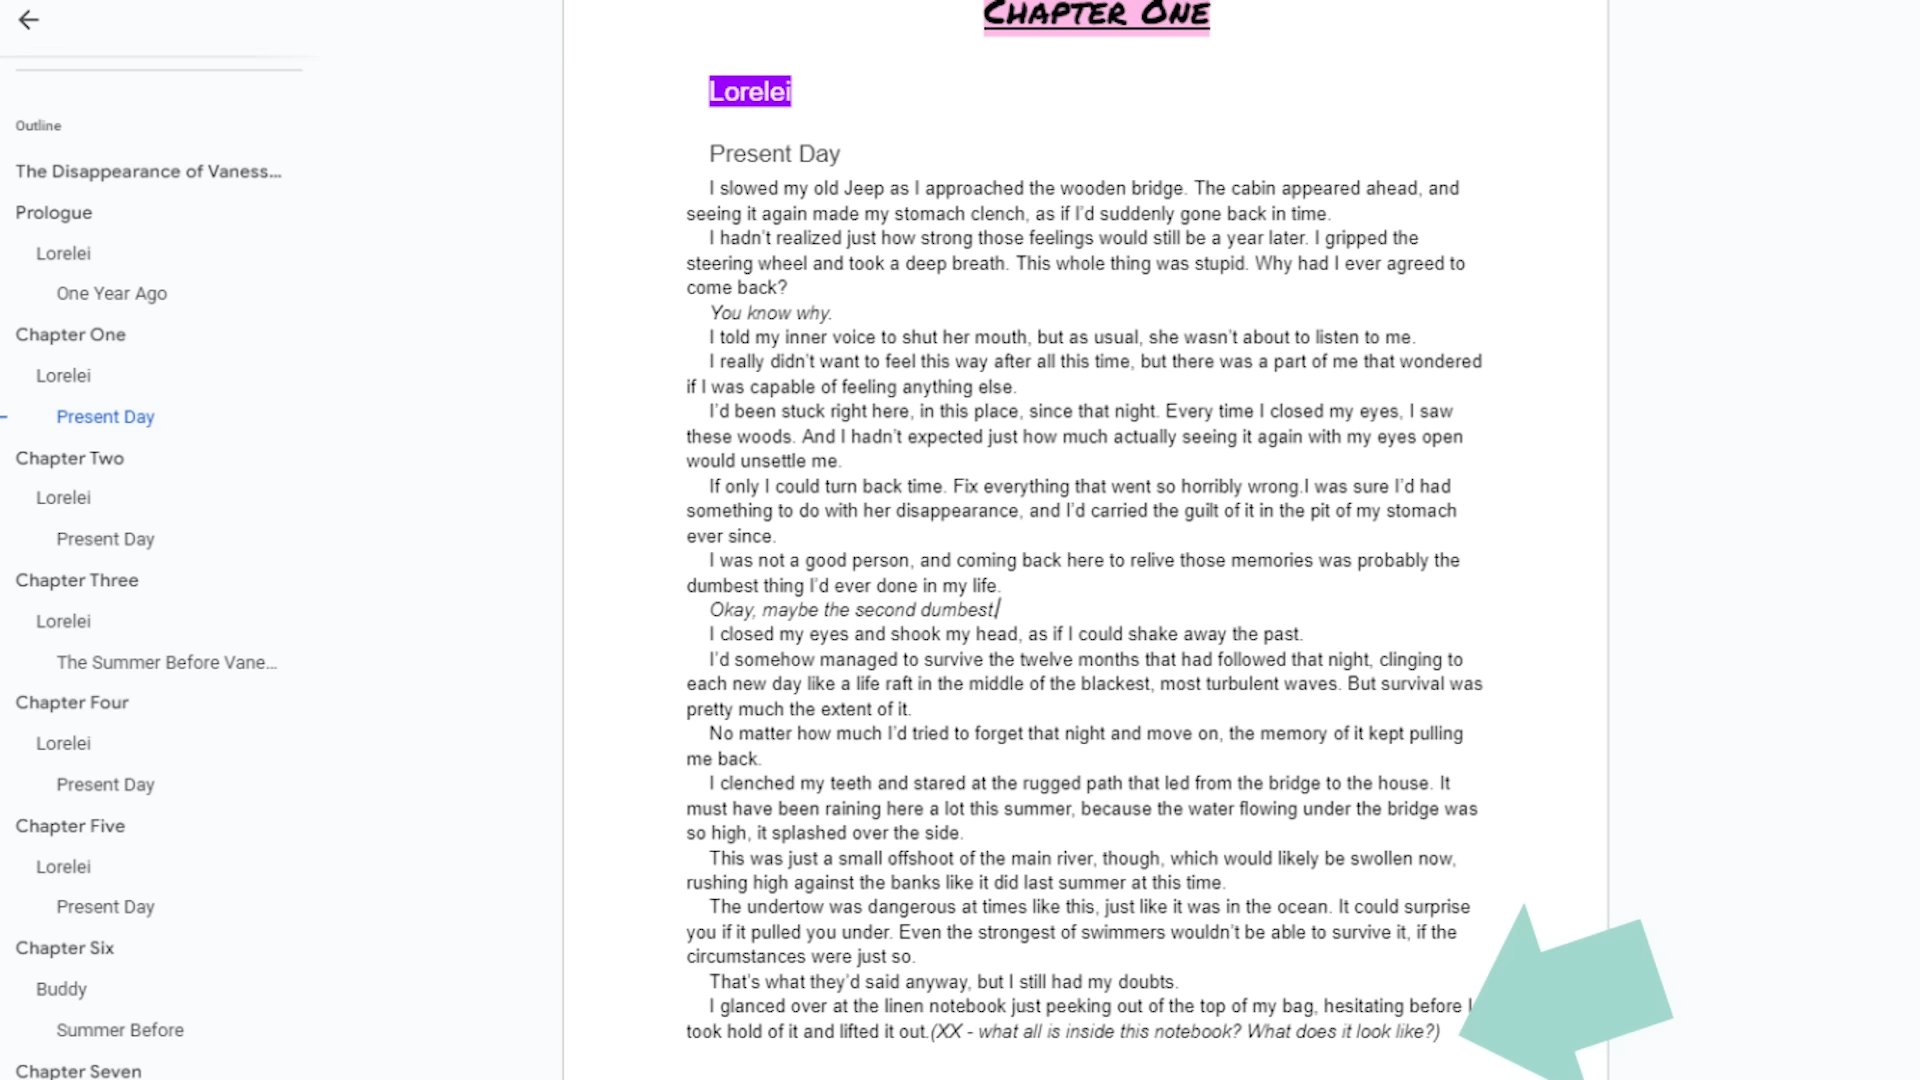 Outline
The Disappearance of Vaness...
Prologue
Lorelei
One Year Ago
Chapter One
Lorelei
Present Day
Chapter Two
Lorelei
Present Day
Chapter Three
Lorelei
The Summer Before Vane...
Chapter Four
Lorelei
Present Day
Chapter Five
Lorelei
Present Day
Chapter Six
Buddy
Summer Before
Chapter Seven
Chapter One
Lorelei
Present Day
I slowed my old Jeep as I approached the wooden bridge. The cabin appeared ahead, and
seeing it again made my stomach clench, as if I'd suddenly gone back in time.
I hadn't realized just how strong those feelings would still be a year later. I gripped the
steering wheel and took a deep breath. This whole thing was stupid. Why had I ever agreed to
come back?
You know why.
I told my inner voice to shut her mouth, but as usual, she wasn't about to listen to me.
I really didn't want to feel this way after all this time, but there was a part of me that wondered
if I was capable of feeling anything else.
I'd been stuck right here, in this place, since that night. Every time I closed my eyes, I saw
these woods. And I hadn't expected just how much actually seeing it again with my eyes open
would unsettle me.
If only I could turn back time. Fix everything that went so horribly wrong.I was sure I'd had
something to do with her disappearance, and I'd carried the guilt of it in the pit of my stomach
ever since.
I was not a good person, and coming back here to relive those memories was probably the
dumbest thing I'd ever done in my life.
Okay, maybe the second dumbest.
I closed my eyes and shook my head, as if I could shake away the past.
I'd somehow managed to survive the twelve months that had followed that night, clinging to
each new day like a life raft in the middle of the blackest, most turbulent waves. But survival was
pretty much the extent of it.
No matter how much I'd tried to forget that night and move on, the memory of it kept pulling
me back.
I clenched my teeth and stared at the rugged path that led from the bridge to the house. It
must have been raining here a lot this summer, because the water flowing under the bridge was
so high, it splashed over the side.
This was just a small offshoot of the main river, though, which would likely be swollen now,
rushing high against the banks like it did last summer at this time.
The undertow was dangerous at times like this, just like it was in the ocean. It could surprise
you if it pulled you under. Even the strongest of swimmers wouldn't be able to survive it, if the
circumstances were just so.
That's what they'd said anyway, but I still had my doubts.
I glanced over at the linen notebook just peeking out of the top of my bag, hesitating before I
took hold of it and lifted it out.(XX - what all is inside this notebook? What does it look like?)